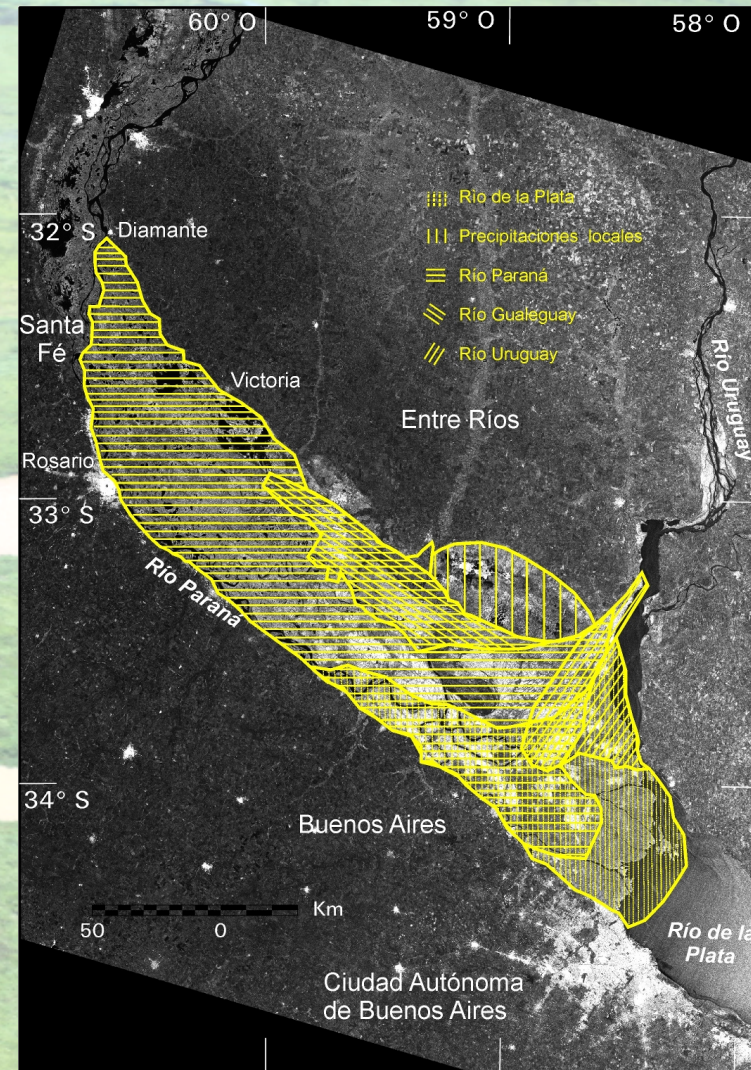 60° O
59° O
58° O
Río de la Plata
Precipitaciones locales
Río Paraná
Río Gualeguay
Río Uruguay
32° S
Diamante
Santa
Fé
Victoria
Río Uruguay
Entre Ríos
Rosario
33° S
Río Paraná
34° S
Buenos Aires
Km
50
0
Río de la
Plata
Ciudad Autónoma
de Buenos Aires